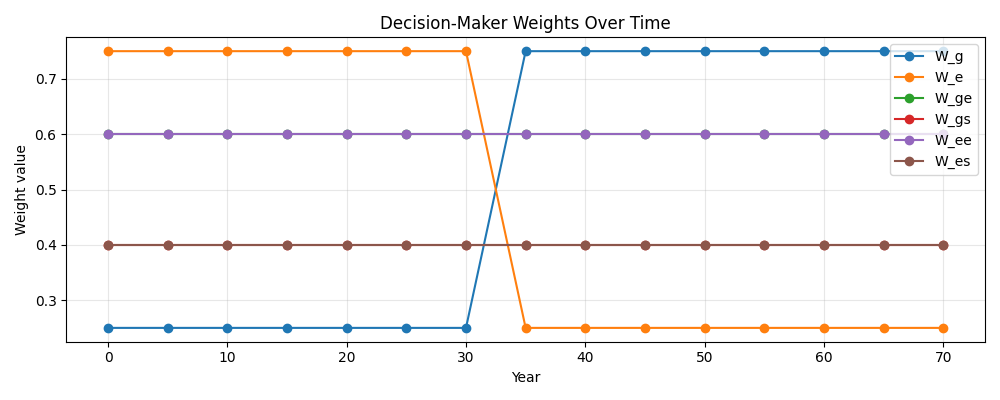 Decision-Maker Weights Over Time
Weight value
0.7
0.6
0.5
0.4
0.3
W_g
W_e
W_ge
W_gs
W_ee
W_es
0 10 20 30 40 50 60 70
Year